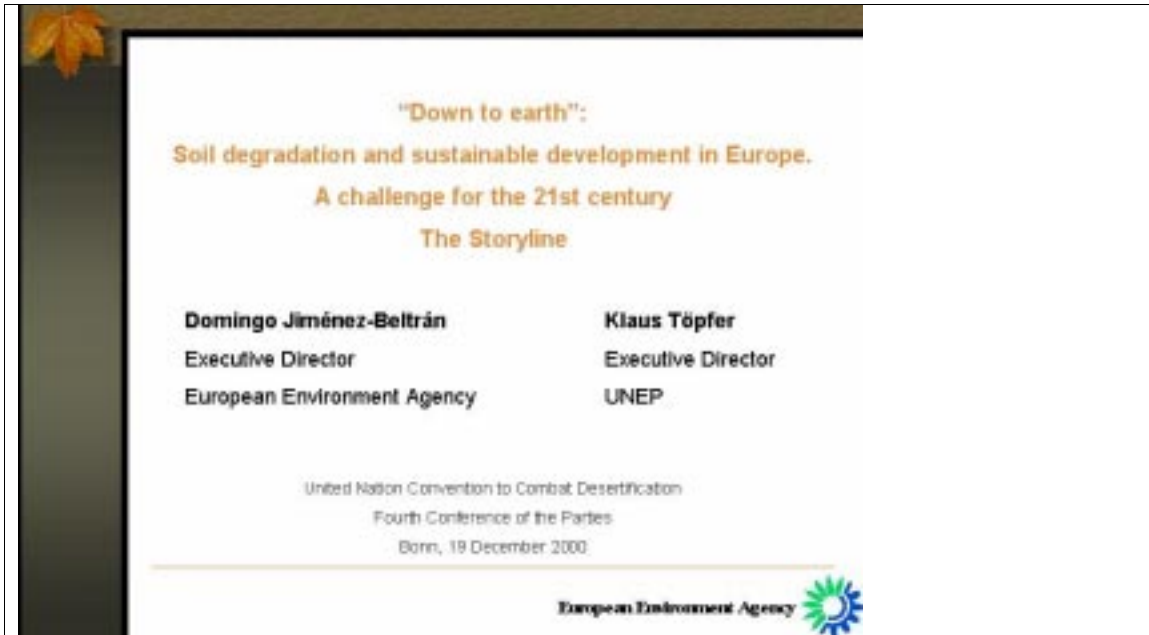 "Down to earth":
Soil degradation and sustainable development in Europe.
A challenge for the 21st century
The Storyline
Domingo Jiménez-Beltrán
Executive Director
European Environment Agency
Klaus Töpfer
Executive Director
UNEP
United Nation Convention to Combat Desertification
Fourth Conference of the Parties
Bonn, 19 December 2000
European Environment Agency